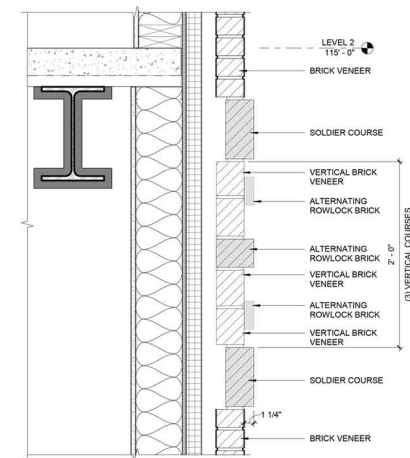 LEVEL 2
115' - 0"
BRICK VENEER
SOLDIER COURSE
VERTICAL BRICK
VENEER
ALTERNATING
ROWLOCK BRICK
ALTERNATING
ROWLOCK BRICK
VERTICAL BRICK
VENEER
ALTERNATING
ROWLOCK BRICK
VERTICAL BRICK
VENEER
2' - 0"
(3) VERTICAL COURSES
SOLDIER COURSE
1 1/4"
BRICK VENEER